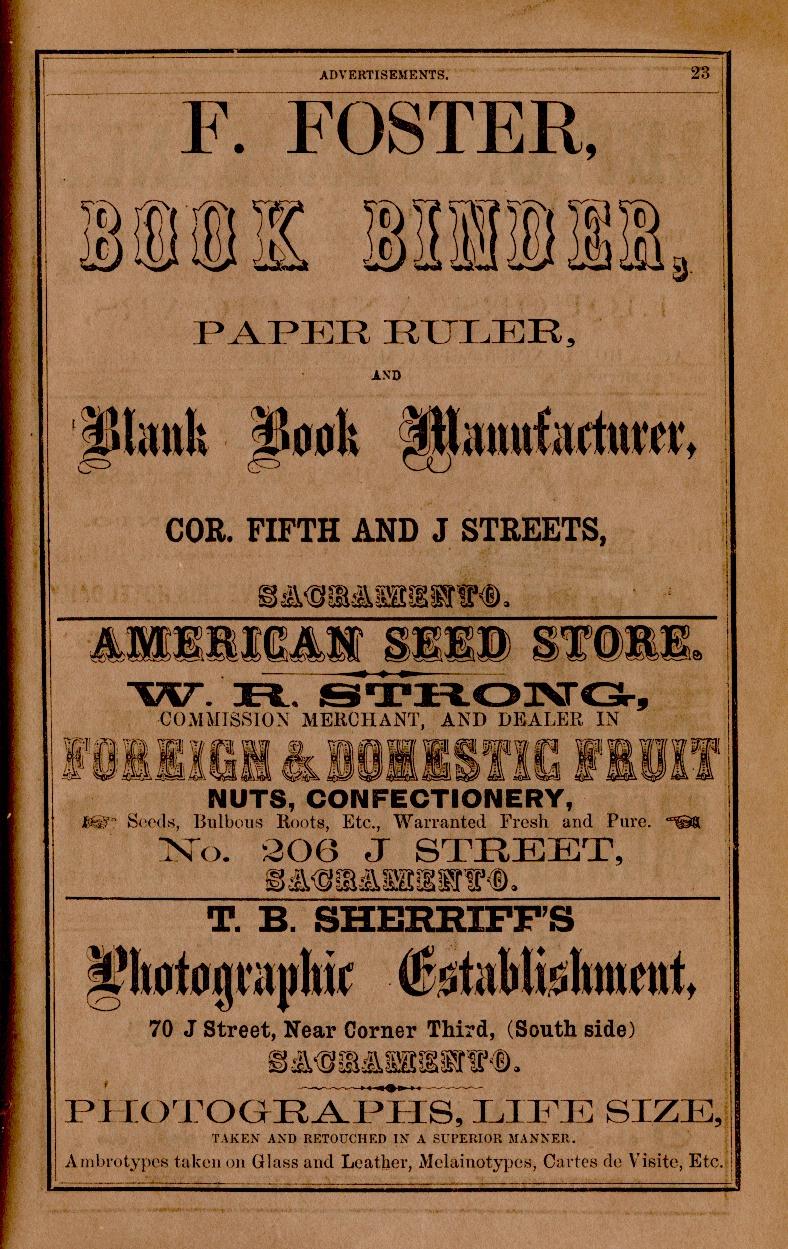 ADVERTISEMENTS. 23
F. FOSTER,
BOOK BINDER,
PAPER RULER,
AND
Blank Book Manufacturer,
COR. FIFTH AND J STREETS,
SACRAMENTO.
AMERICAN SEED STORE.
W. R. STRONG,
COMMISSION MERCHANT, AND DEALER IN
FOREIGN & DOMESTIC FRUIT
NUTS, CONFECTIONERY,
Seeds, Bulbous Roots, Etc., Warranted Fresh and Pure.
No. 206 J STREET,
SACRAMENTO.
T. B. SHERRIFF'S
Photographic Establishment,
70 J Street, Near Corner Third, (South side)
SACRAMENTO.
PHOTOGRAPHS, LIFE SIZE,
TAKEN AND RETOUCHED IN A SUPERIOR MANNER.
Ambrotypes taken on Glass and Leather, Melainotypes, Cartes de Visite, Etc.